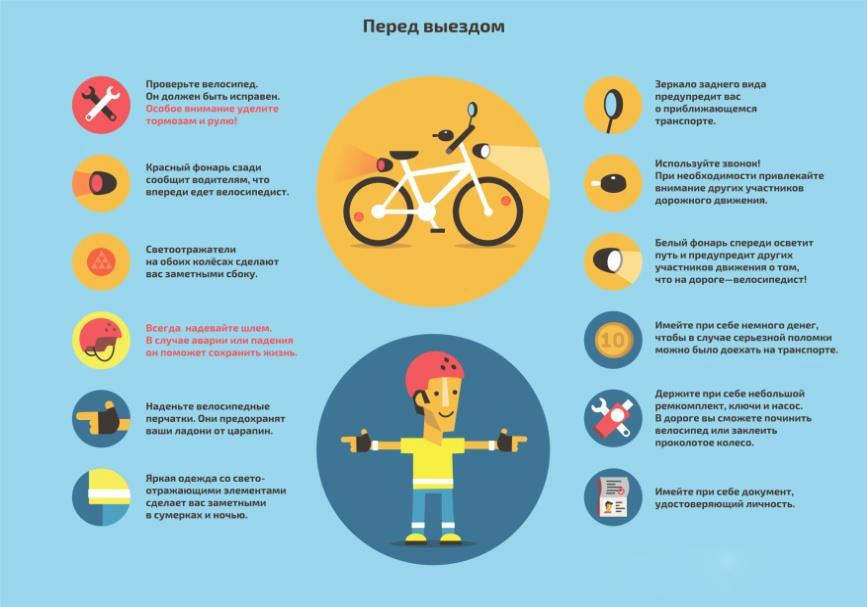 Перед выездом
Проверьте велосипед.
Он должен быть исправен.
Особое внимание уделите
тормозам и рулю!
Красный фонарь сзади
сообщит водителям, что
впереди едет велосипедист.
Светоотражатели
на обоих колёсах сделают
вас заметными сбоку.
Всегда надевайте шлем.
В случае аварии или падения
он поможет сохранить жизнь.
Наденьте велосипедные
перчатки. Они предохранят
ваши ладони от царапин.
Яркая одежда со свето-
отражающими элементами
сделает вас заметными
в сумерках и ночью.
Зеркало заднего вида
предупредит вас
о приближающемся
транспорте.
Используйте звонок!
При необходимости привлекайте
внимание других участников
дорожного движения.
Белый фонарь спереди осветит
путь и предупредит других
участников движения о том,
что на дороге—велосипедист!
10
Имейте при себе немного денег,
чтобы в случае серьезной поломки
можно было доехать на транспорте.
Держите при себе небольшой
ремкомплект, ключи и насос.
В дороге вы сможете починить
велосипед или заклеить
проколотое колесо.
Имейте при себе документ,
удостоверяющий личность.